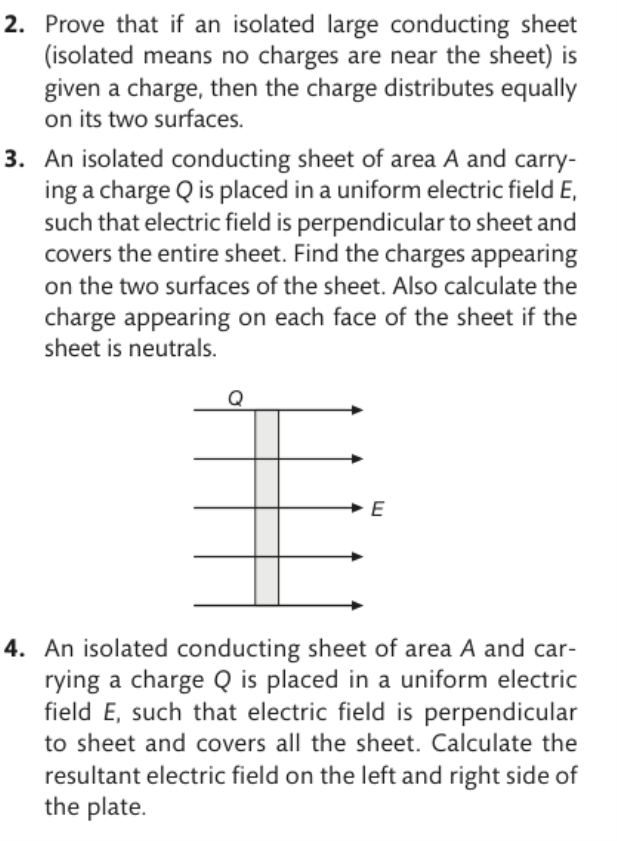 2. Prove that if an isolated large conducting sheet
(isolated means no charges are near the sheet) is
given a charge, then the charge distributes equally
on its two surfaces.
3. An isolated conducting sheet of area A and carry-
ing a charge Q is placed in a uniform electric field E,
such that electric field is perpendicular to sheet and
covers the entire sheet. Find the charges appearing
on the two surfaces of the sheet. Also calculate the
charge appearing on each face of the sheet if the
sheet is neutrals.
Q
E
4. An isolated conducting sheet of area A and car-
rying a charge Q is placed in a uniform electric
field E, such that electric field is perpendicular
to sheet and covers all the sheet. Calculate the
resultant electric field on the left and right side of
the plate.